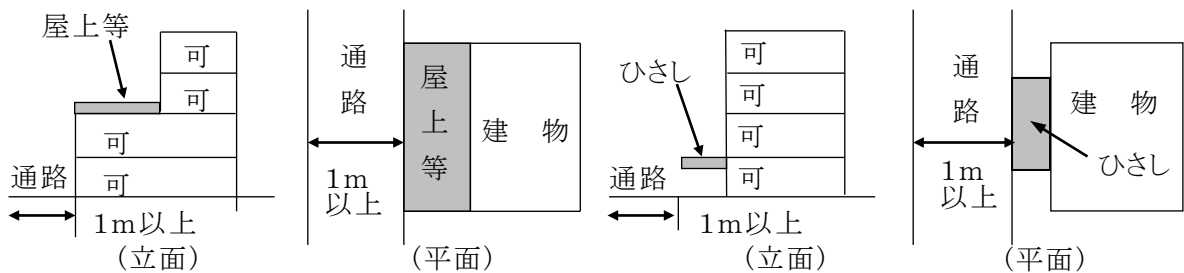 屋上等
可
可
可
可
通路
1m以上
(立面)
通路
屋上等
建 物
1m
以上
(平面)
ひさし
可
可
可
可
通路
1m以上
(立面)
通路
建 物
ひさし
1m
以上
(平面)